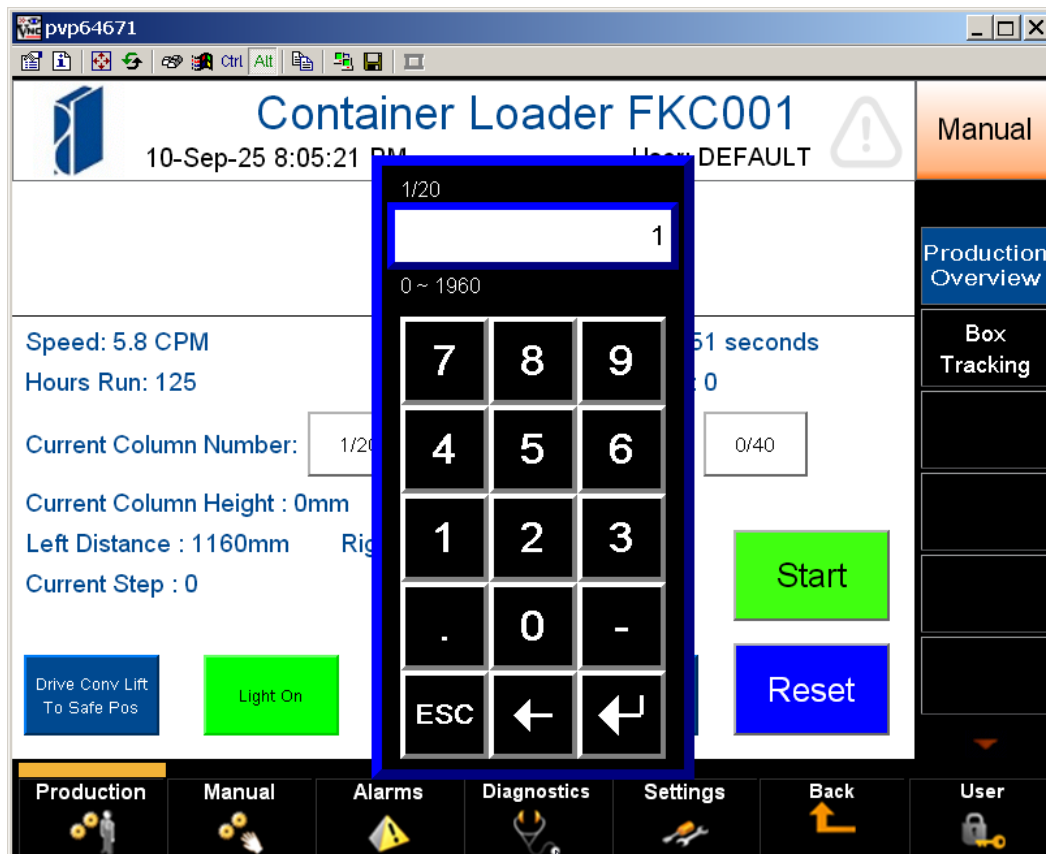 pvp64671
Ctrl Alt
Container Loader FKC001
10-Sep-25 8:05:21 PM
User: DEFAULT
Manual
1/20
1
0 ~ 1960
Production
Overview
Box
Tracking
Speed: 5.8 CPM
51 seconds
Hours Run: 125
: 0
Current Column Number:
1/20
0/40
Current Column Height : 0mm
Left Distance : 1160mm
Current Step : 0
7 8 9
4 5 6
1 2 3
. 0 -
ESC
Start
Reset
Drive Conv Lift
To Safe Pos
Light On
Production Manual Alarms Diagnostics Settings Back User